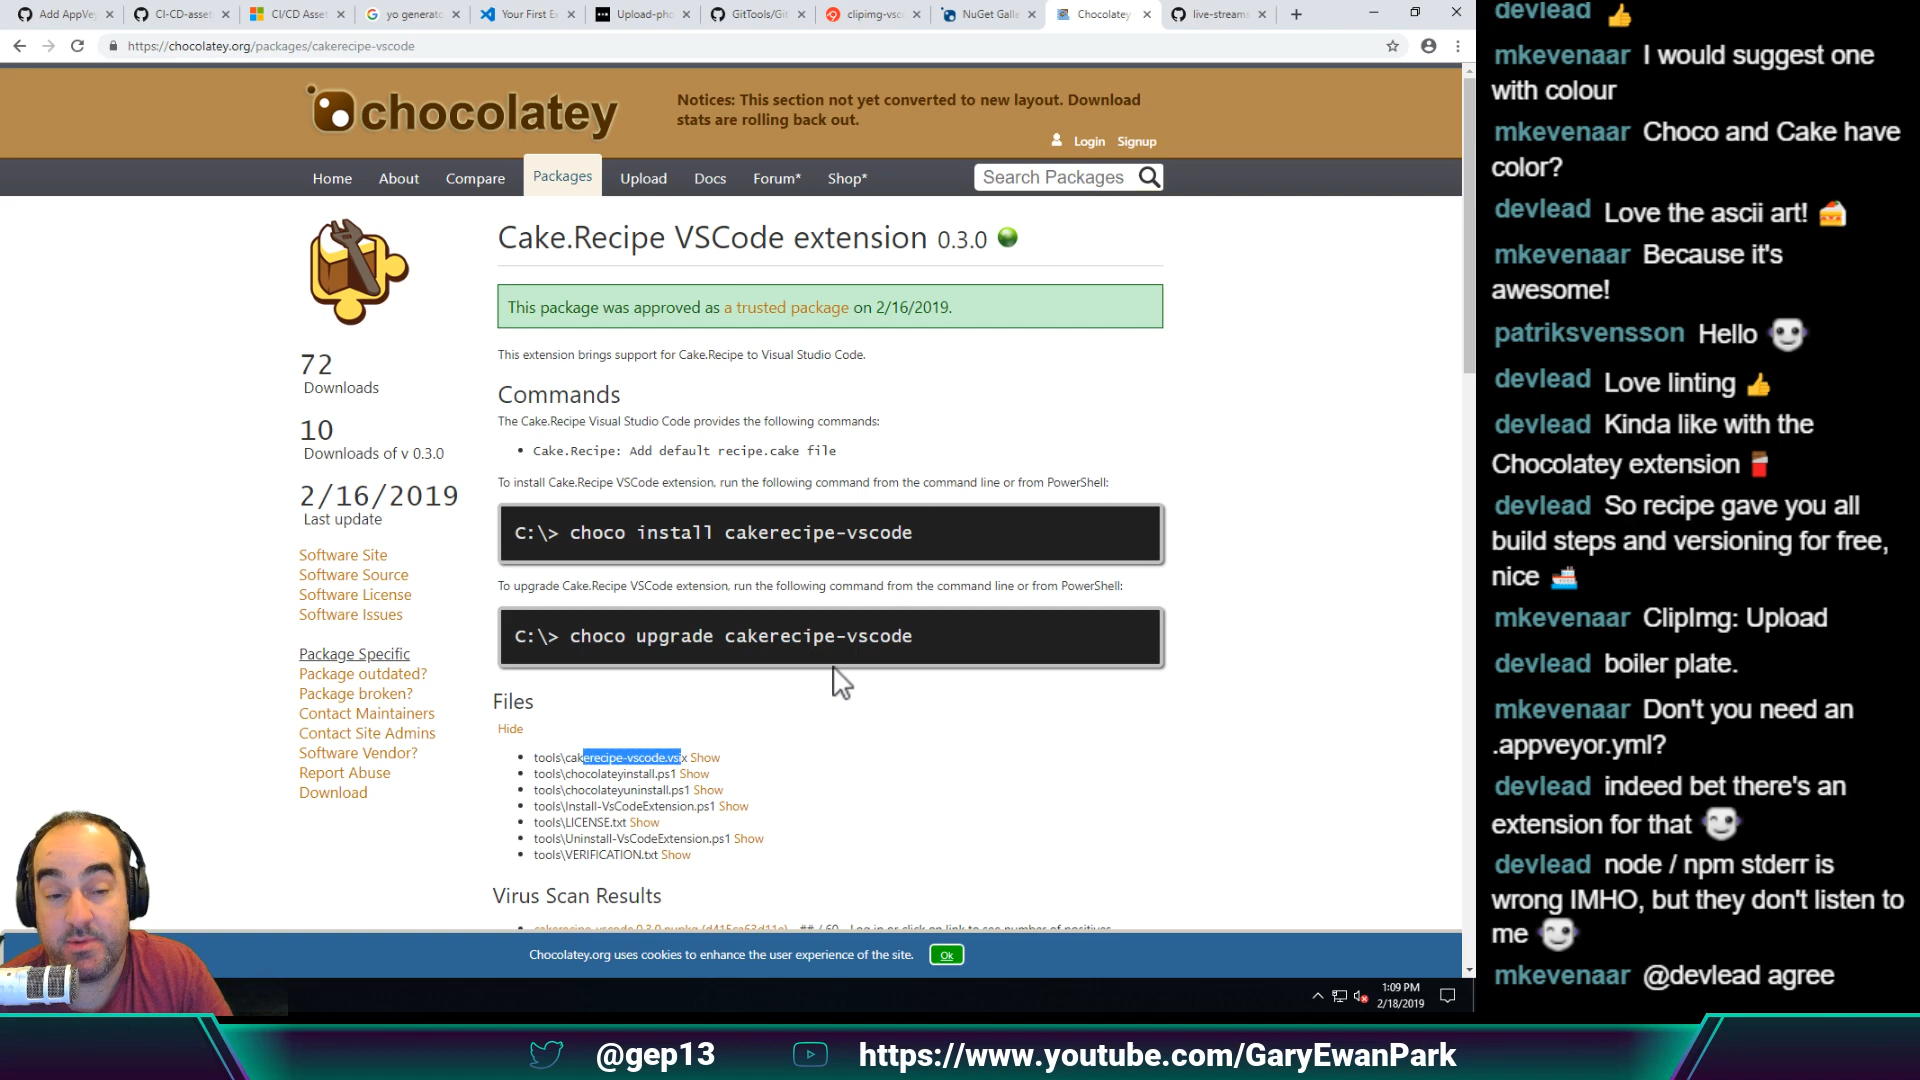 Add AppVey
CI-CD-asset
CI/CD Asset
yo generato
Your First E
Upload-pho
GitTools/Git
clipimg-vsc
NuGet Galle
Chocolatey
live-streams
https://chocolatey.org/packages/cakerecipe-vscode
chocolatey
Notices: This section not yet converted to new layout. Download
stats are rolling back out.
Login Signup
Home About Compare Packages Upload Docs Forum* Shop* Search Packages
Cake.Recipe VSCode extension 0.3.0
This package was approved as a trusted package on 2/16/2019.
72
Downloads
10
Downloads of v 0.3.0
2/16/2019
Last update
Software Site
Software Source
Software License
Software Issues
Package Specific
Package outdated?
Package broken?
Contact Maintainers
Contact Site Admins
Software Vendor?
Report Abuse
Download
This extension brings support for Cake.Recipe to Visual Studio Code.
Commands
The Cake.Recipe Visual Studio Code provides the following commands:
Cake.Recipe: Add default recipe.cake file
To install Cake.Recipe VSCode extension, run the following command from the command line or from PowerShell:
C:\> choco install cakerecipe-vscode
To upgrade Cake.Recipe VSCode extension, run the following command from the command line or from PowerShell:
C:\> choco upgrade cakerecipe-vscode
Files
Hide
tools\cakerecipe-vscode.vsix Show
tools\chocolateyinstall.ps1 Show
tools\chocolateyuninstall.ps1 Show
tools\Install-VsCodeExtension.ps1 Show
tools\LICENSE.txt Show
tools\Uninstall-VsCodeExtension.ps1 Show
tools\VERIFICATION.txt Show
Virus Scan Results
Chocolatey.org uses cookies to enhance the user experience of the site. Ok
1:09 PM
2/18/2019
devlead 👍
mkevenaar I would suggest one
with colour
mkevenaar Choco and Cake have
color?
devlead Love the ascii art! 🍰
mkevenaar Because it's
awesome!
patriksvensson Hello
devlead Love linting 👍
devlead Kinda like with the
Chocolatey extension 🍫
devlead So recipe gave you all
build steps and versioning for free,
nice 🚢
mkevenaar ClipImg: Upload
devlead boiler plate.
mkevenaar Don't you need an
.appveyor.yml?
devlead indeed bet there's an
extension for that
devlead node / npm stderr is
wrong IMHO, but they don't listen to
me
mkevenaar @devlead agree
@gep13
https://www.youtube.com/GaryEwanPark